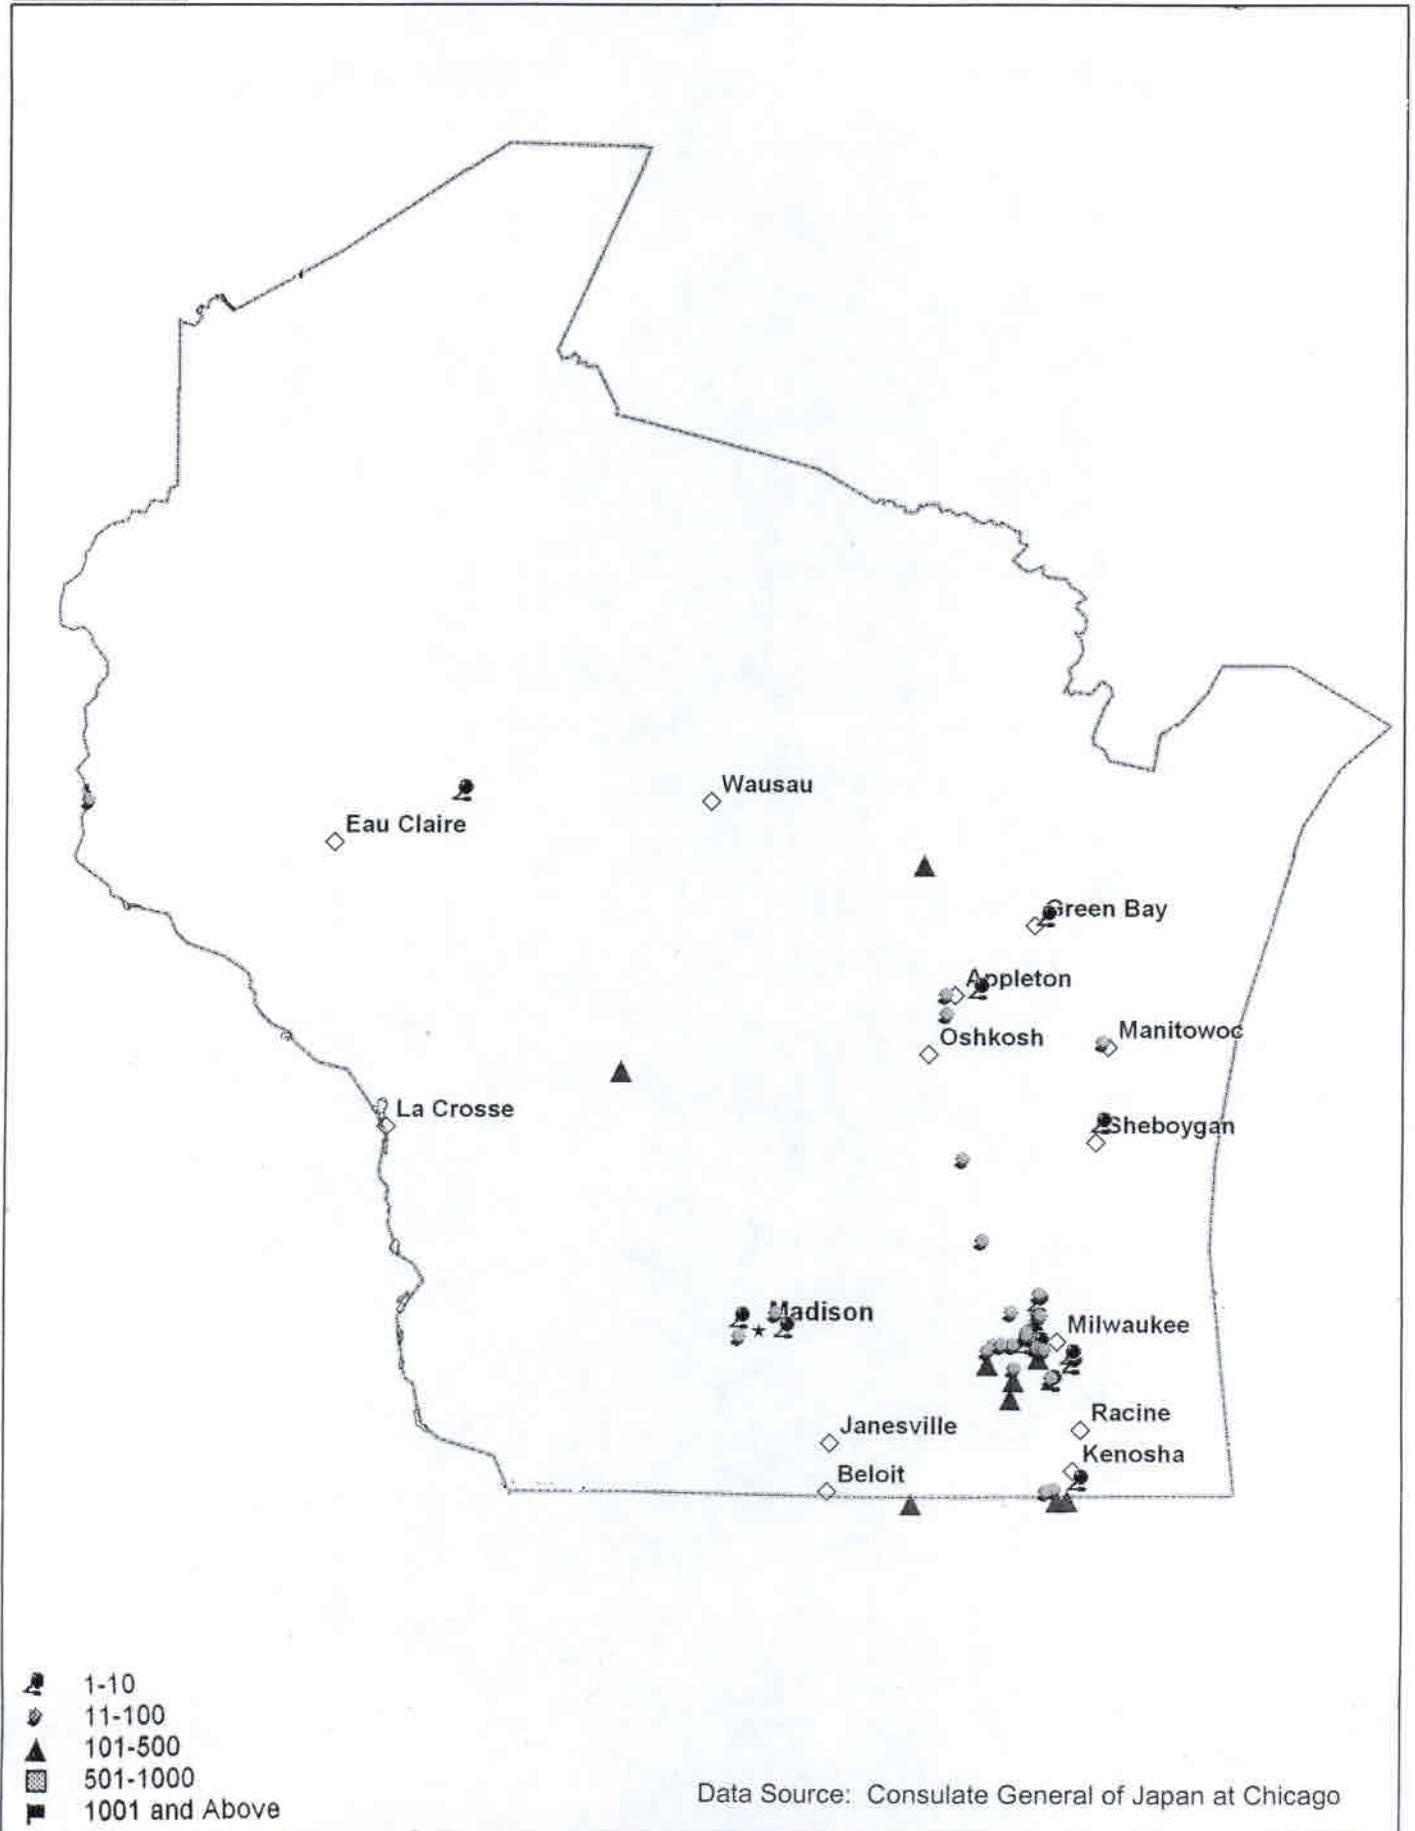 Wausau
Eau Claire
Green Bay
Appleton
Oshkosh
Manitowoc
La Crosse
Sheboygan
Madison
Milwaukee
Racine
Janesville
Kenosha
Beloit
1-10
11-100
101-500
501-1000
1001 and Above
Data Source: Consulate General of Japan at Chicago